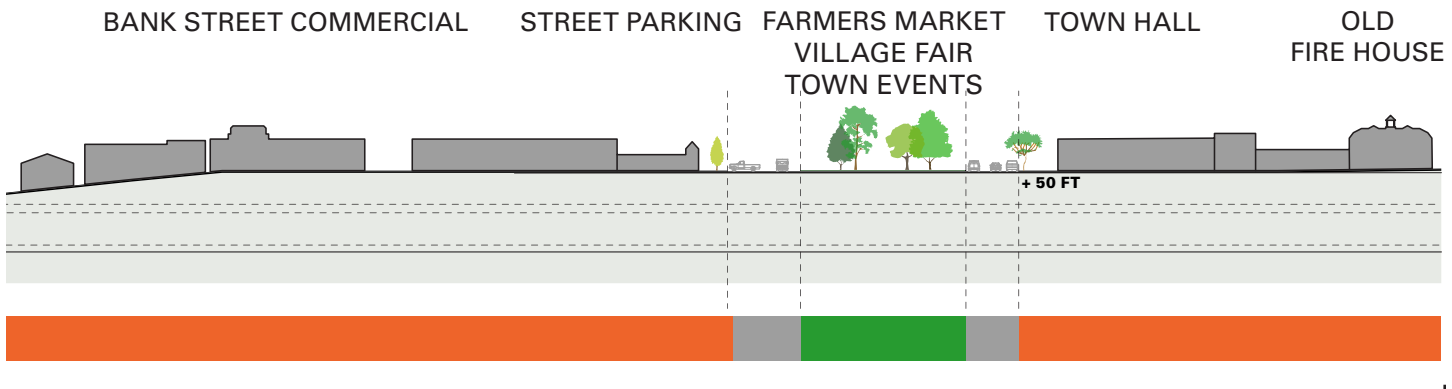 BANK STREET COMMERCIAL
STREET PARKING
FARMERS MARKET
VILLAGE FAIR
TOWN EVENTS
TOWN HALL
OLD
FIRE HOUSE
+ 50 FT